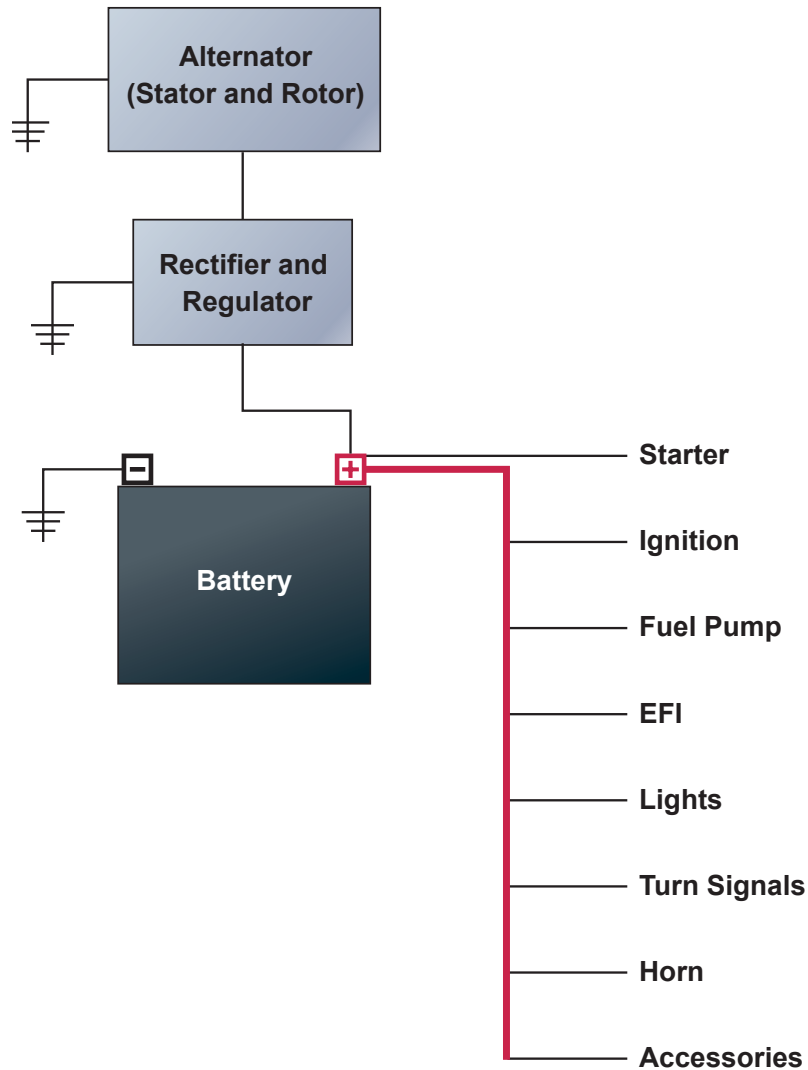 Alternator
(Stator and Rotor)
Rectifier and
Regulator
-
+
Battery
Starter
Ignition
Fuel Pump
EFI
Lights
Turn Signals
Horn
Accessories